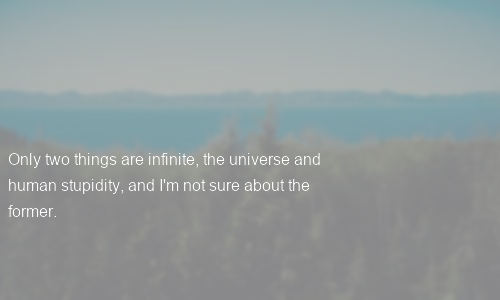 Only two things are infinite, the universe and
human stupidity, and I'm not sure about the
former.